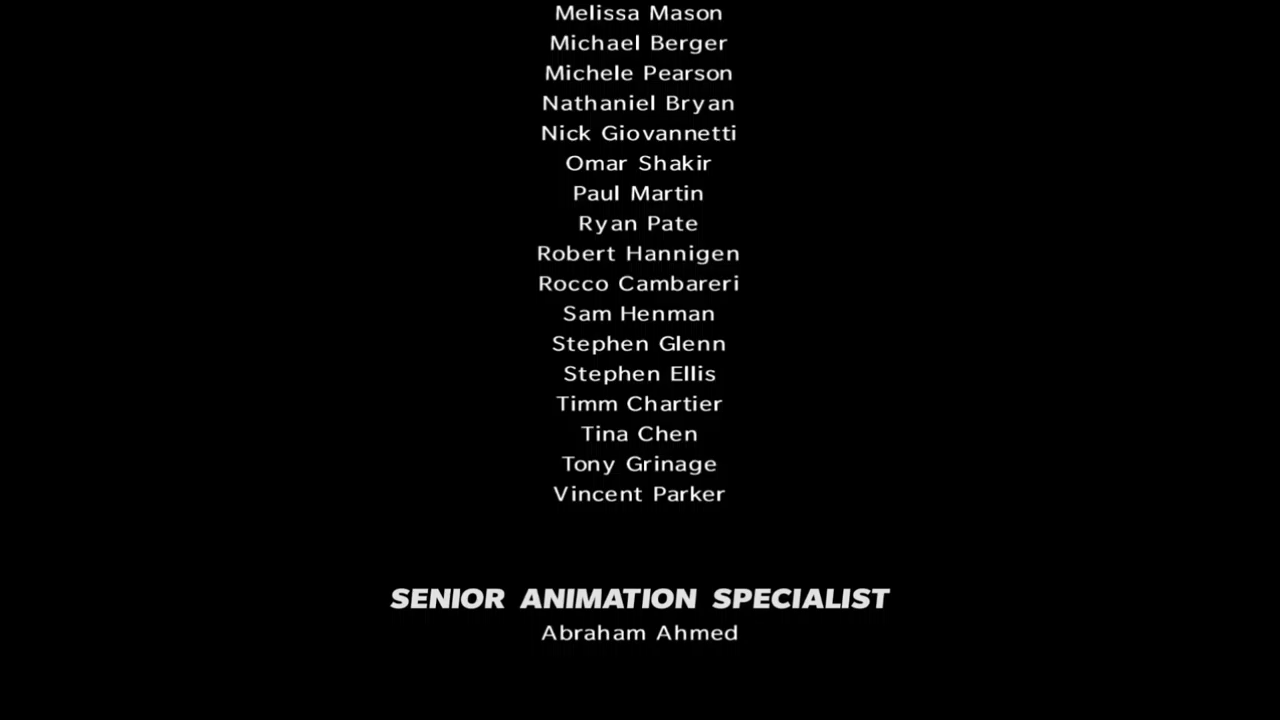 Melissa Mason
Michael Berger
Michele Pearson
Nathaniel Bryan
Nick Giovannetti
Omar Shakir
Paul Martin
Ryan Pate
Robert Hannigen
Rocco Cambareri
Sam Henman
Stephen Glenn
Stephen Ellis
Timm Chartier
Tina Chen
Tony Grinage
Vincent Parker
SENIOR ANIMATION SPECIALIST
Abraham Ahmed